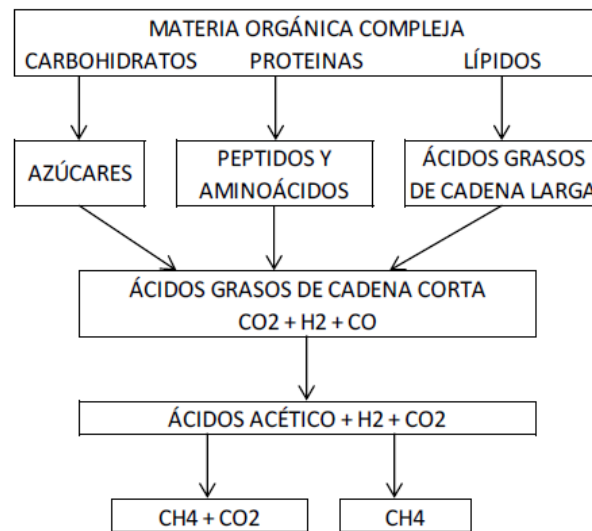 MATERIA ORGÁNICA COMPLEJA
CARBOHIDRATOS PROTEINAS LÍPIDOS
AZÚCARES
PEPTIDOS Y
AMINOÁCIDOS
ÁCIDOS GRASOS
DE CADENA LARGA
ÁCIDOS GRASOS DE CADENA CORTA
CO2 + H2 + CO
ÁCIDOS ACÉTICO + H2 + CO2
CH4 + CO2
CH4